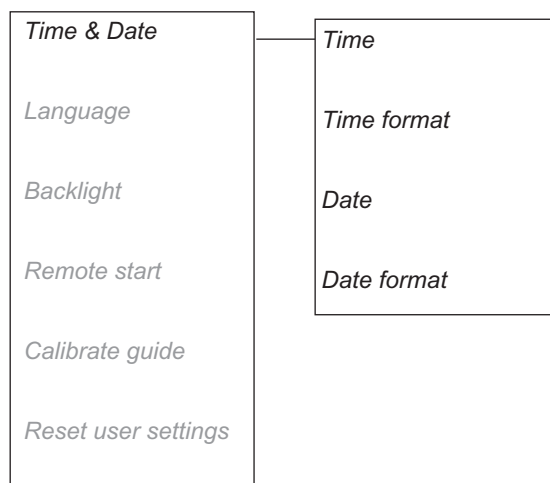 Time & Date
Language
Backlight
Remote start
Calibrate guide
Reset user settings
Time
Time format
Date
Date format